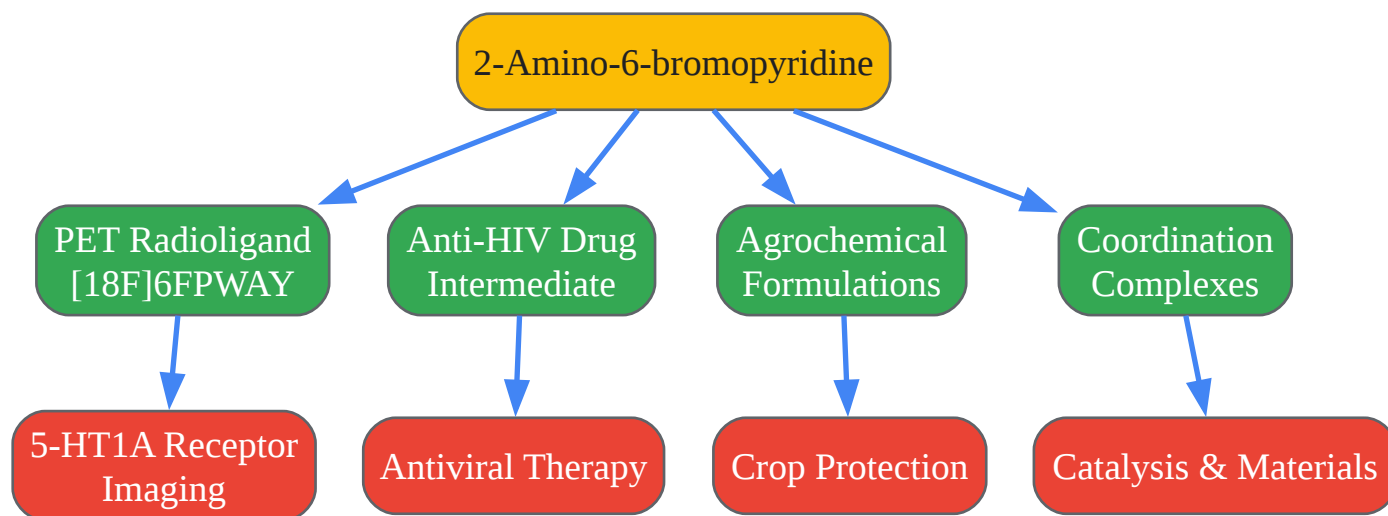 2-Amino-6-bromopyridine
PET Radioligand
[18F]6FPWAY
Anti-HIV Drug
Intermediate
Agrochemical
Formulations
Coordination
Complexes
5-HT1A Receptor
Imaging
Antiviral Therapy
Crop Protection
Catalysis & Materials